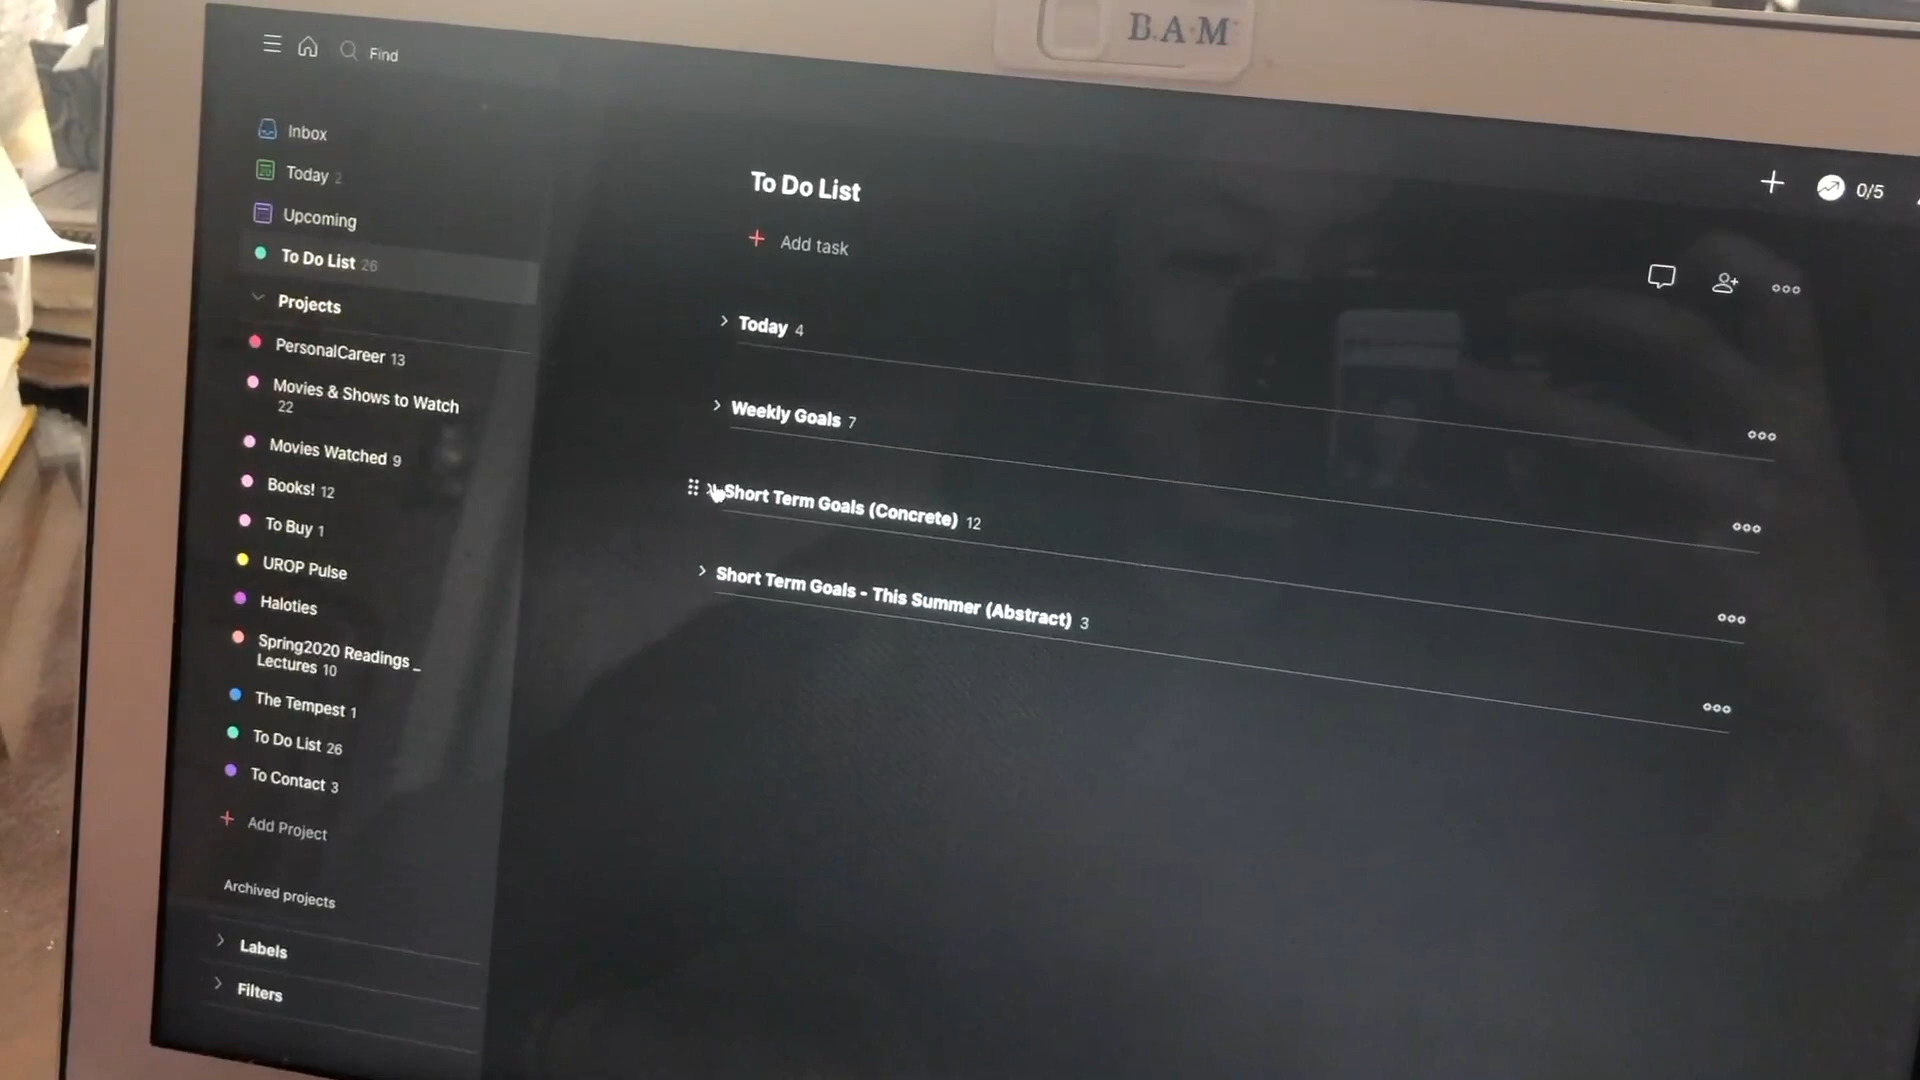 B.A.M
Find
Inbox
Today 2
Upcoming
To Do List 26
Projects
PersonalCareer 13
Movies & Shows to Watch
22
Movies Watched 9
Books! 12
To Buy 1
UROP Pulse
Haloties
Spring2020 Readings _
Lectures 10
The Tempest 1
To Do List 26
To Contact 3
+ Add Project
Archived projects
Labels
Filters
To Do List
+ Add task
0/5
Today 4
Weekly Goals 7
Short Term Goals (Concrete) 12
Short Term Goals - This Summer (Abstract) 3